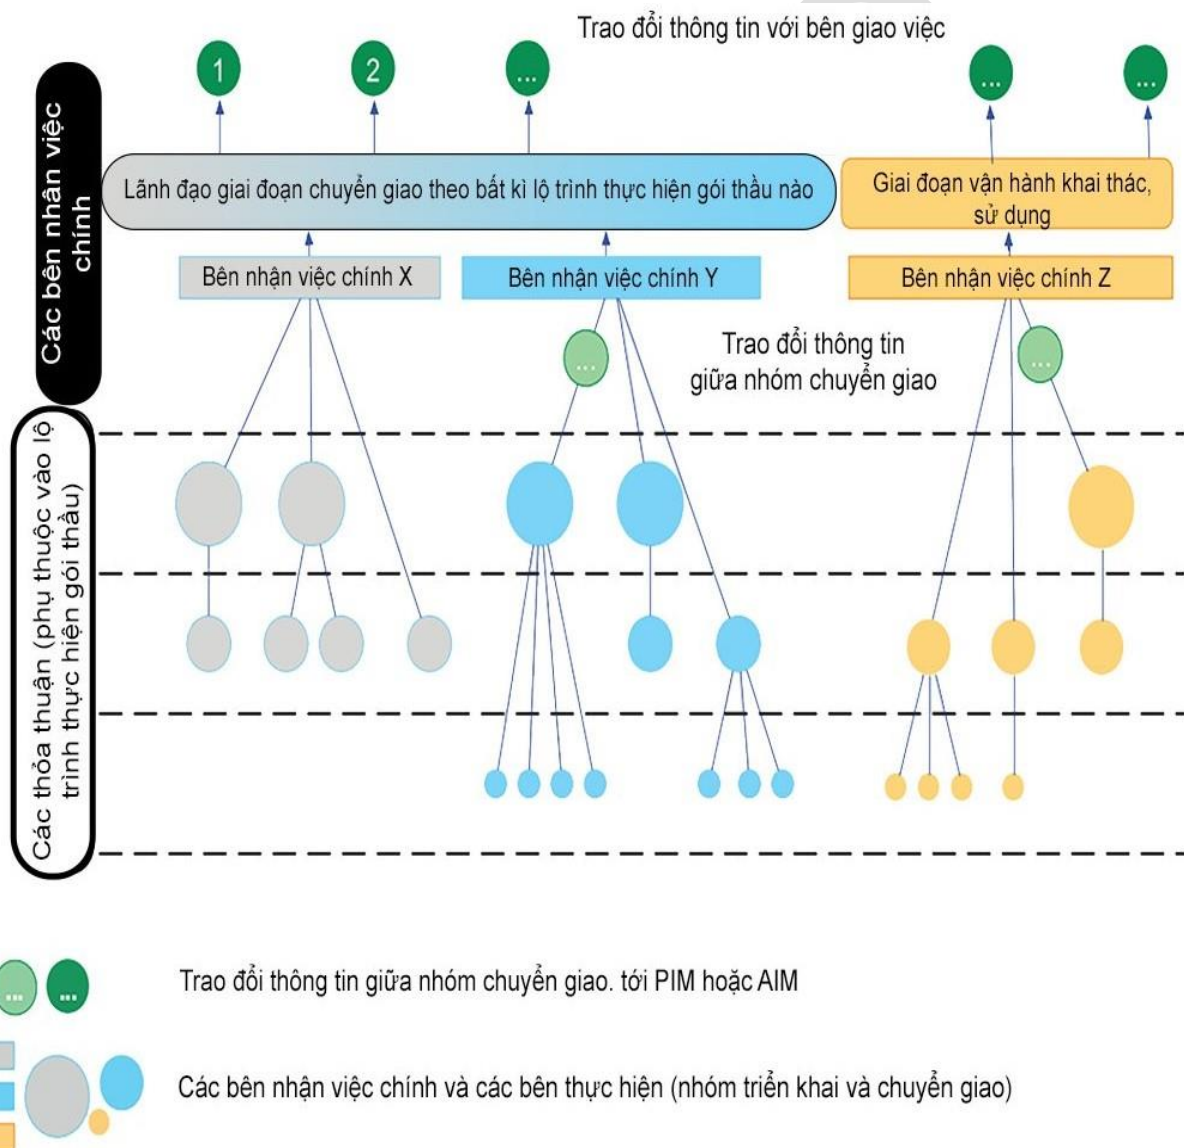 Trao đổi thông tin với bên giao việc
1
2
...
...
...
Các bên nhân việc
chính
Lãnh đạo giai đoạn chuyển giao theo bất kì lộ trình thực hiện gói thầu nào
Giai đoạn vận hành khai thác,
sử dụng
Bên nhận việc chính X
Bên nhận việc chính Y
Bên nhận việc chính Z
...
Trao đổi thông tin
giữa nhóm chuyển giao
...
Các thỏa thuận (phụ thuộc vào lộ
trình thực hiện gói thầu)
...
...
Trao đổi thông tin giữa nhóm chuyển giao. tới PIM hoặc AIM
Các bên nhận việc chính và các bên thực hiện (nhóm triển khai và chuyển giao)